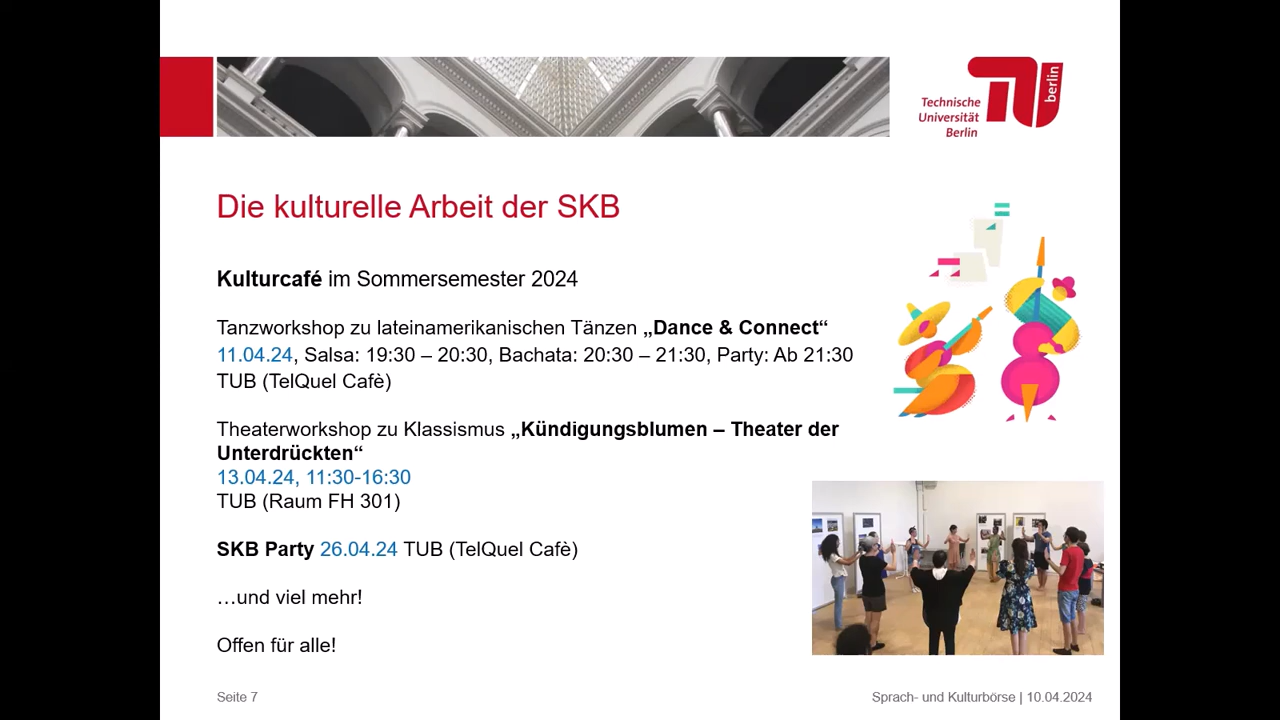 Technische
Universität
Berlin
berlin
Die kulturelle Arbeit der SKB
Kulturcafé im Sommersemester 2024
Tanzworkshop zu lateinamerikanischen Tänzen „Dance & Connect“
11.04.24, Salsa: 19:30 – 20:30, Bachata: 20:30 – 21:30, Party: Ab 21:30
TUB (TelQuel Cafè)
Theaterworkshop zu Klassismus „Kündigungsblumen – Theater der
Unterdrückten“
13.04.24, 11:30-16:30
TUB (Raum FH 301)
SKB Party 26.04.24 TUB (TelQuel Cafè)
…und viel mehr!
Offen für alle!
Seite 7
Sprach- und Kulturbörse | 10.04.2024